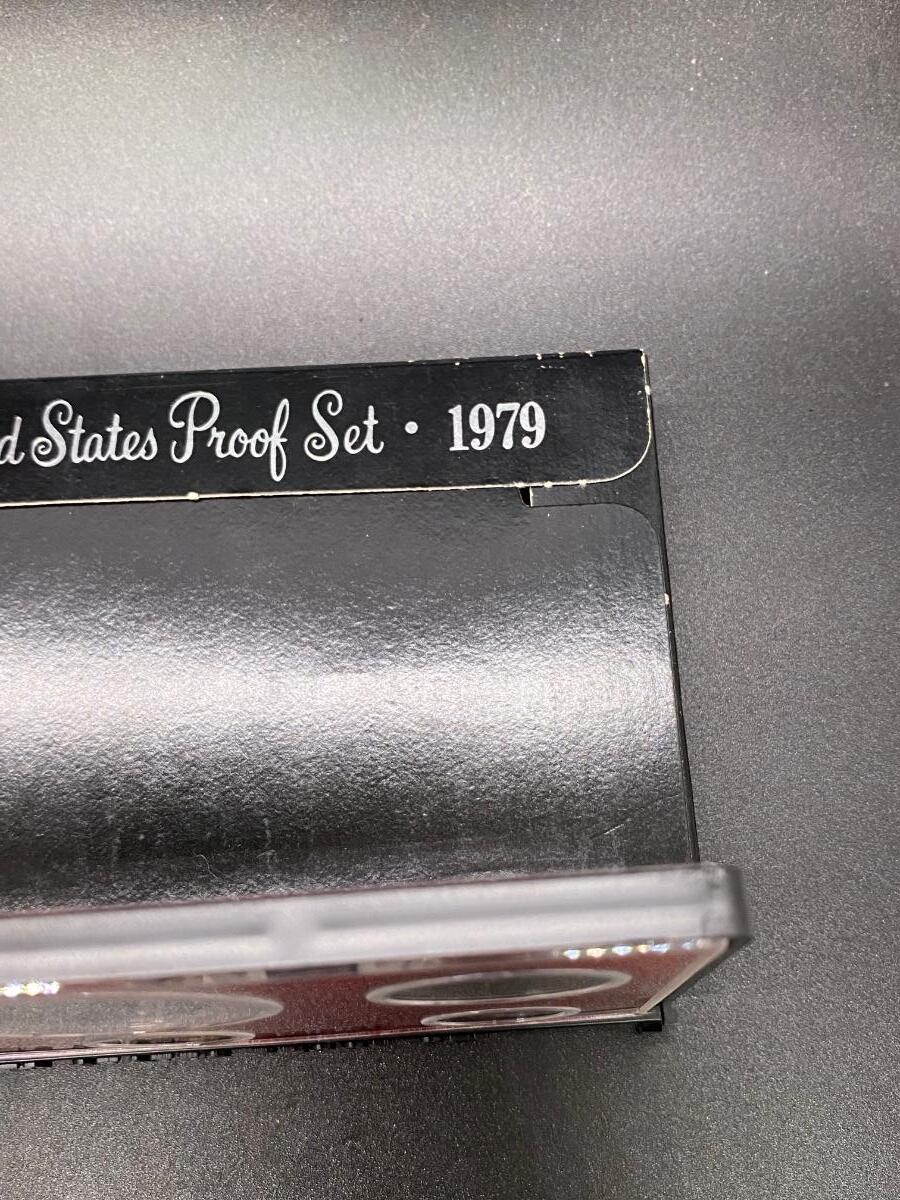 d States Proof Set • 1979